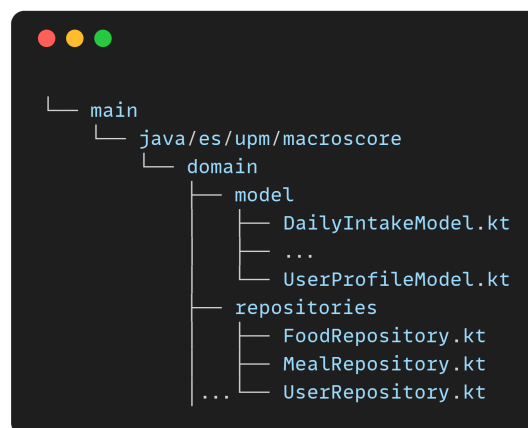 └── main
    └── java/es/upm/macroscore
        └── domain
            ├── model
            │   ├── DailyIntakeModel.kt
            │   ├── ...
            │   └── UserProfileModel.kt
            ├── repositories
            │   ├── FoodRepository.kt
            │   ├── MealRepository.kt
            │...└── UserRepository.kt